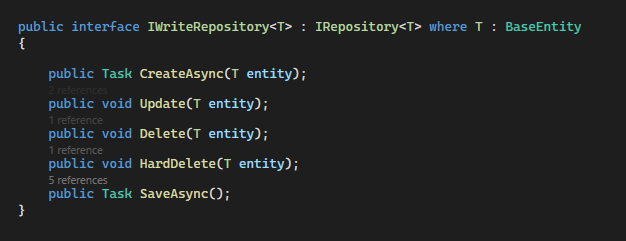 public interface IWriteRepository<T> : IRepository<T> where T : BaseEntity
{
public Task CreateAsync(T entity);
2 references
public void Update(T entity);
1 reference
public void Delete(T entity);
1 reference
public void HardDelete(T entity);
5 references
public Task SaveAsync();
}